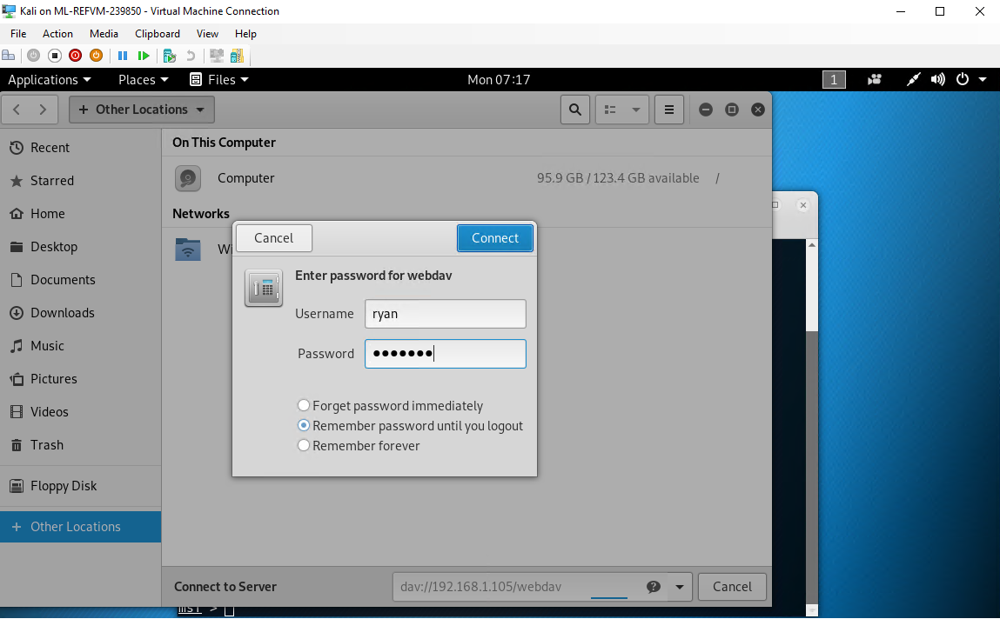 Kali on ML-REFVM-239850 - Virtual Machine Connection
File Action Media Clipboard View Help
Applications Places Files Mon 07:17 1
+ Other Locations
Recent
Starred
Home
Desktop
Documents
Downloads
Music
Pictures
Videos
Trash
Floppy Disk
+ Other Locations
On This Computer
Computer 95.9 GB / 123.4 GB available /
Networks
Cancel Connect
Enter password for webdav
Username ryan
Password ●●●●●●●
Forget password immediately
Remember password until you logout
Remember forever
Connect to Server dav://192.168.1.105/webdav Cancel
msf >